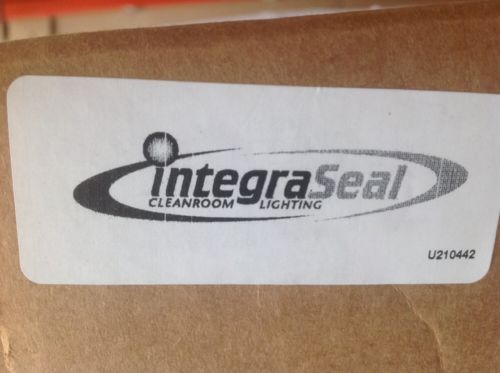 integraSeal
CLEANROOM LIGHTING
U210442